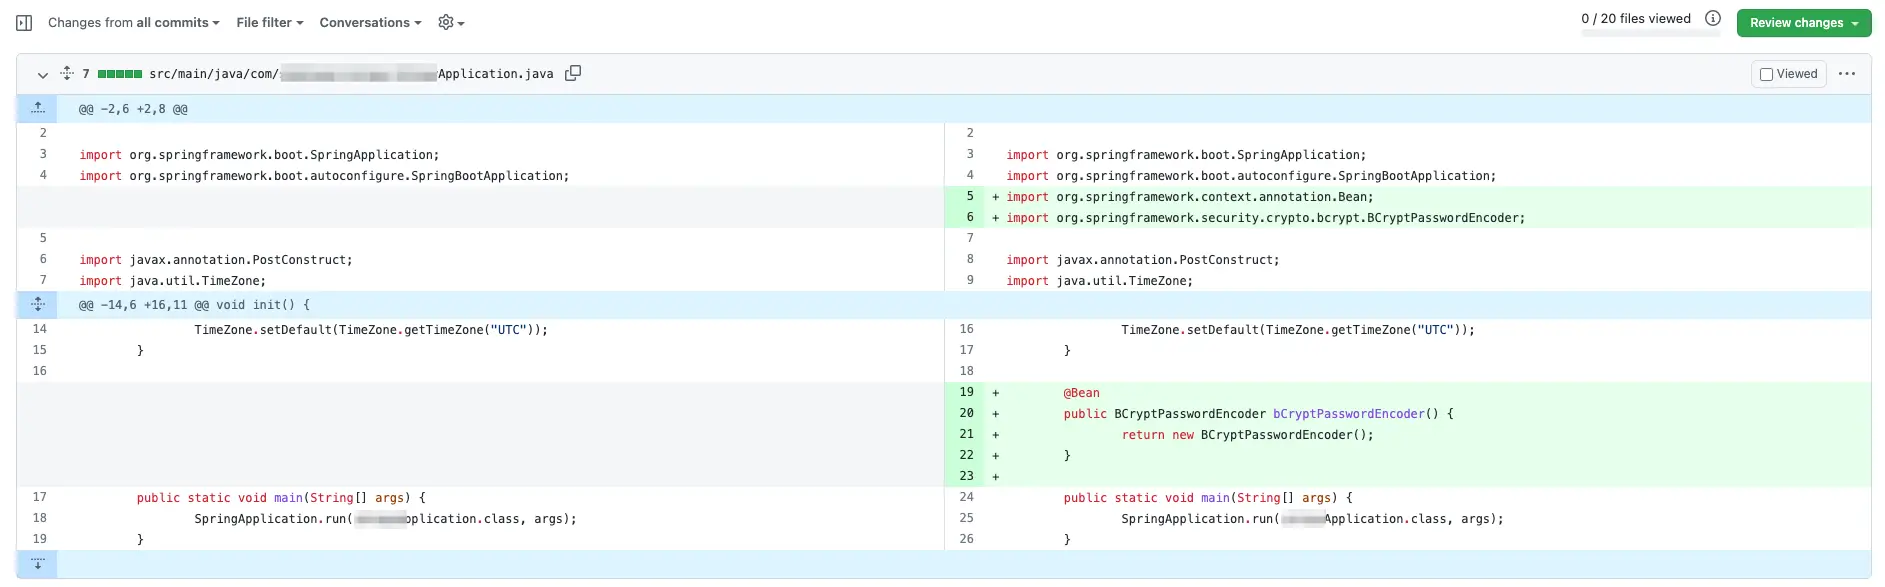 Changes from all commits File filter Conversations 0 / 20 files viewed Review changes
7 src/main/java/com/ Application.java Viewed
@@ -2,6 +2,8 @@
2 2
3 import org.springframework.boot.SpringApplication; 3 import org.springframework.boot.SpringApplication;
4 import org.springframework.boot.autoconfigure.SpringBootApplication; 4 import org.springframework.boot.autoconfigure.SpringBootApplication;
5 + import org.springframework.context.annotation.Bean;
6 + import org.springframework.security.crypto.bcrypt.BCryptPasswordEncoder;
5 7
6 import javax.annotation.PostConstruct; 8 import javax.annotation.PostConstruct;
7 import java.util.TimeZone; 9 import java.util.TimeZone;
@@ -14,6 +16,11 @@ void init() {
14 TimeZone.setDefault(TimeZone.getTimeZone("UTC")); 16 TimeZone.setDefault(TimeZone.getTimeZone("UTC"));
15 } 17 }
16 18
19 + @Bean
20 + public BCryptPasswordEncoder bCryptPasswordEncoder() {
21 + return new BCryptPasswordEncoder();
22 + }
23 +
17 public static void main(String[] args) { 24 public static void main(String[] args) {
18 SpringApplication.run( plication.class, args); 25 SpringApplication.run( Application.class, args);
19 } 26 }